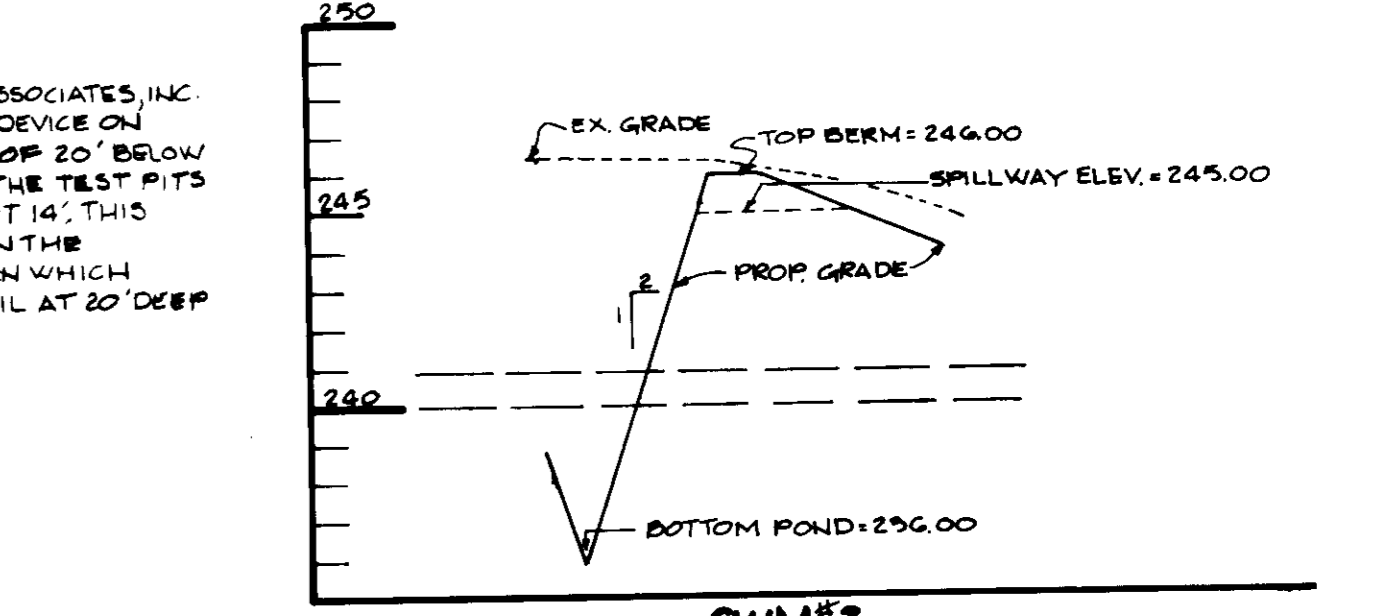 250
SSOCIATES, INC.
DEVICE ON
OF 20' BELOW
THE TEST PITS
T 14'. THIS
N THE
N WHICH
IL AT 20' DEEP
EX. GRADE
TOP BERM = 246.00
SPILLWAY ELEV. = 245.00
245
PROP. GRADE
2
1
240
BOTTOM POND = 236.00